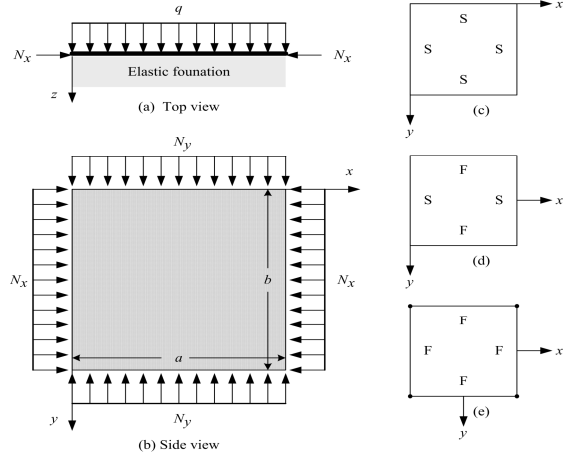 q
N_x
N_x
Elastic founation
z
(a) Top view
N_y
x
N_x
b
N_x
a
y
N_y
(b) Side view
x
S
S
S
S
y
(c)
F
S
S
x
F
y
(d)
F
F
F
x
F
y
(e)